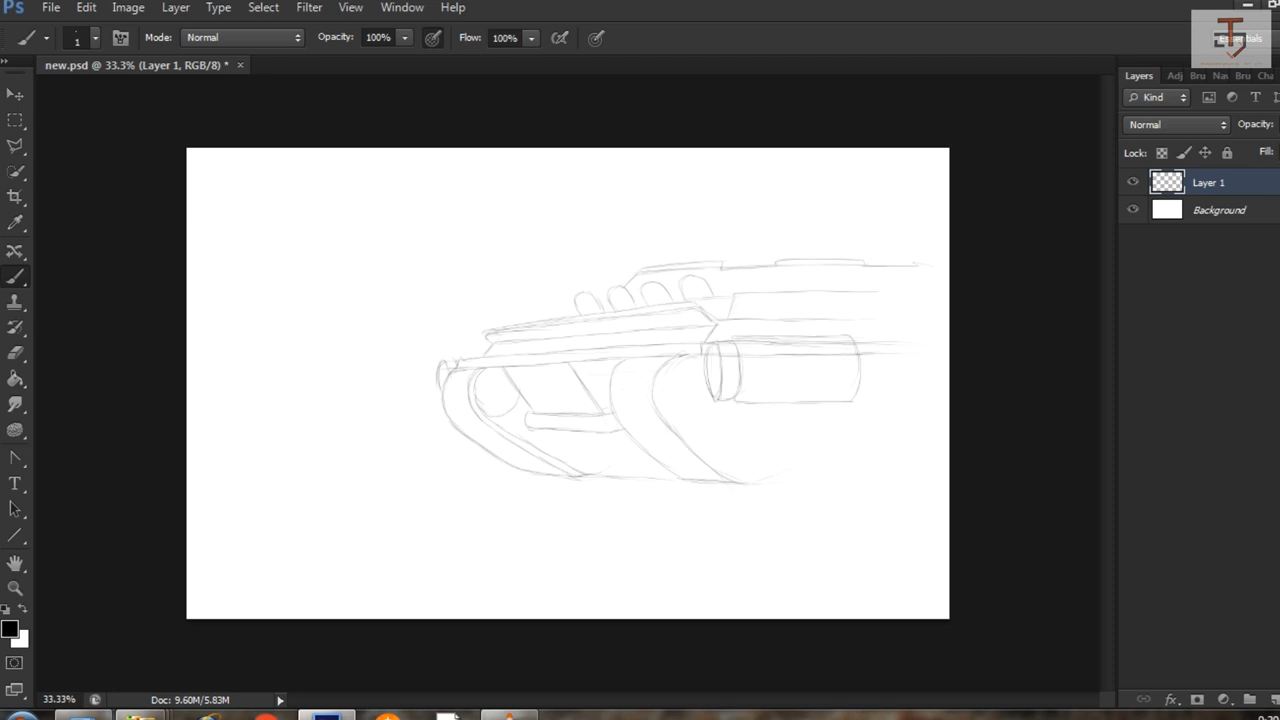 Ps File Edit Image Layer Type Select Filter View Window Help
1 Mode: Normal Opacity: 100% Flow: 100% Essentials
new.psd @ 33.3% (Layer 1, RGB/8) * ×
Layers Adj Bru Nav Bru Cha
Kind
Normal Opacity:
Lock: Fill:
Layer 1
Background
T
33.33% Doc: 9.60M/5.83M